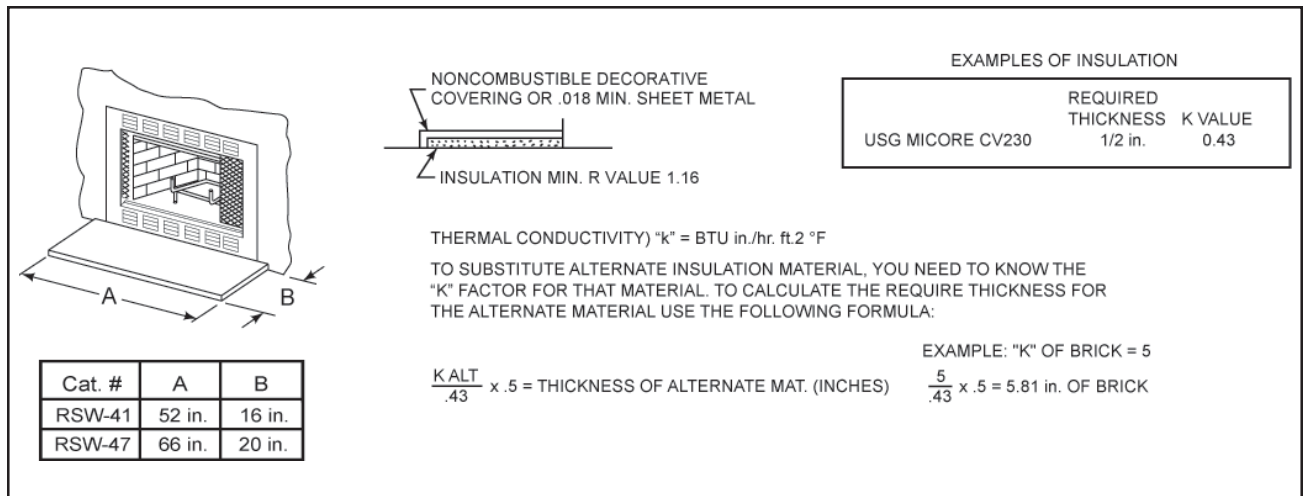 NONCOMBUSTIBLE DECORATIVE
COVERING OR .018 MIN. SHEET METAL
INSULATION MIN. R VALUE 1.16
EXAMPLES OF INSULATION
REQUIRED
THICKNESS K VALUE
USG MICORE CV230 1/2 in. 0.43
A
B
THERMAL CONDUCTIVITY) “k” = BTU in./hr. ft.2 °F
TO SUBSTITUTE ALTERNATE INSULATION MATERIAL, YOU NEED TO KNOW THE
“K” FACTOR FOR THAT MATERIAL. TO CALCULATE THE REQUIRE THICKNESS FOR
THE ALTERNATE MATERIAL USE THE FOLLOWING FORMULA:
K ALT
.43
x .5 = THICKNESS OF ALTERNATE MAT. (INCHES)
EXAMPLE: "K" OF BRICK = 5
5
.43
x .5 = 5.81 in. OF BRICK
Cat. # A B
RSW-41 52 in. 16 in.
RSW-47 66 in. 20 in.